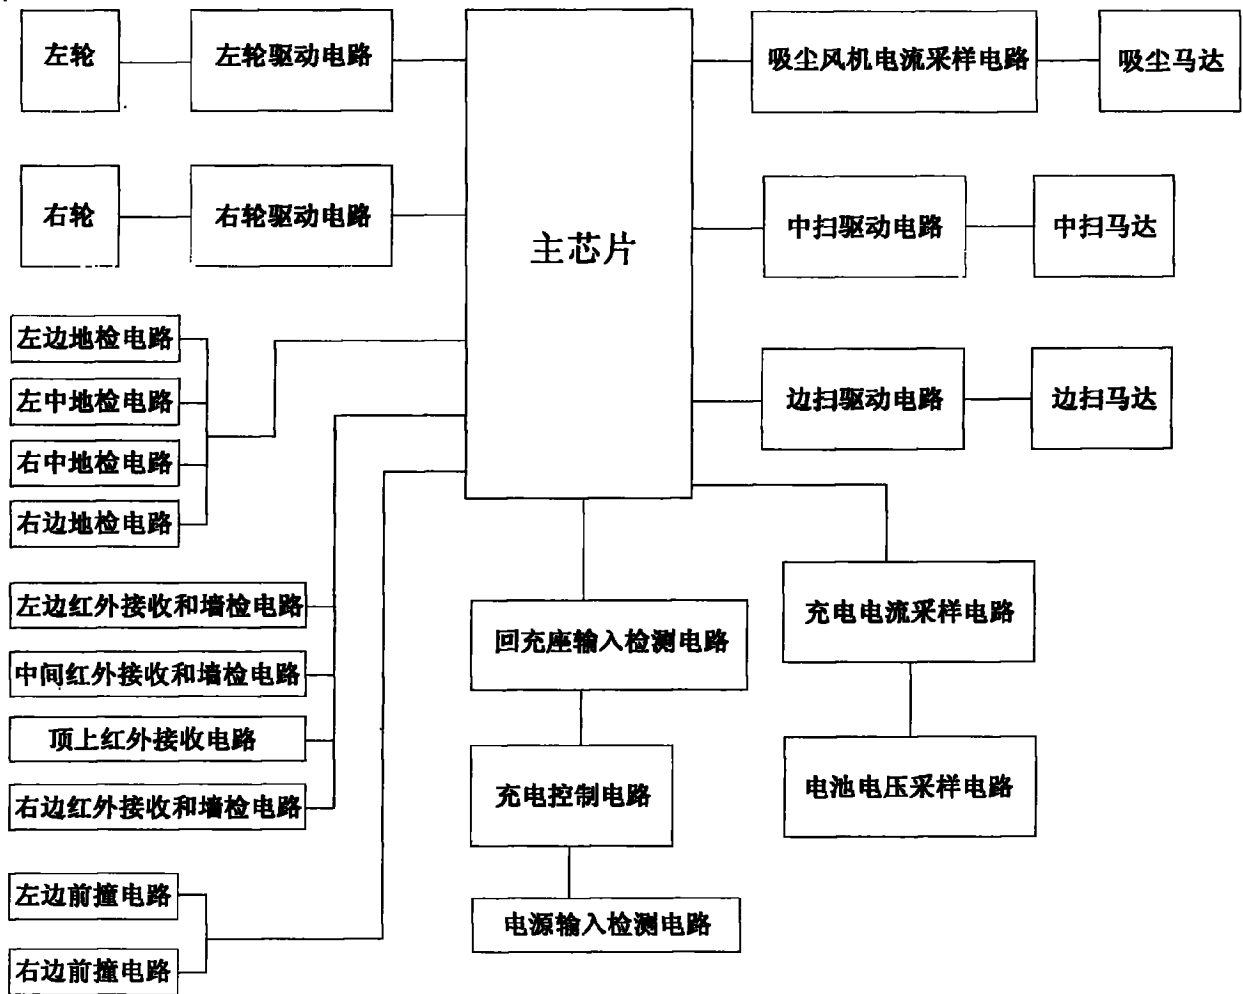 左轮
左轮驱动电路
吸尘风机电流采样电路
吸尘马达
右轮
右轮驱动电路
主芯片
中扫驱动电路
中扫马达
左边地检电路
左中地检电路
右中地检电路
右边地检电路
边扫驱动电路
边扫马达
左边红外接收和墙检电路
中间红外接收和墙检电路
顶上红外接收电路
右边红外接收和墙检电路
回充座输入检测电路
充电电流采样电路
充电控制电路
电池电压采样电路
左边前撞电路
右边前撞电路
电源输入检测电路